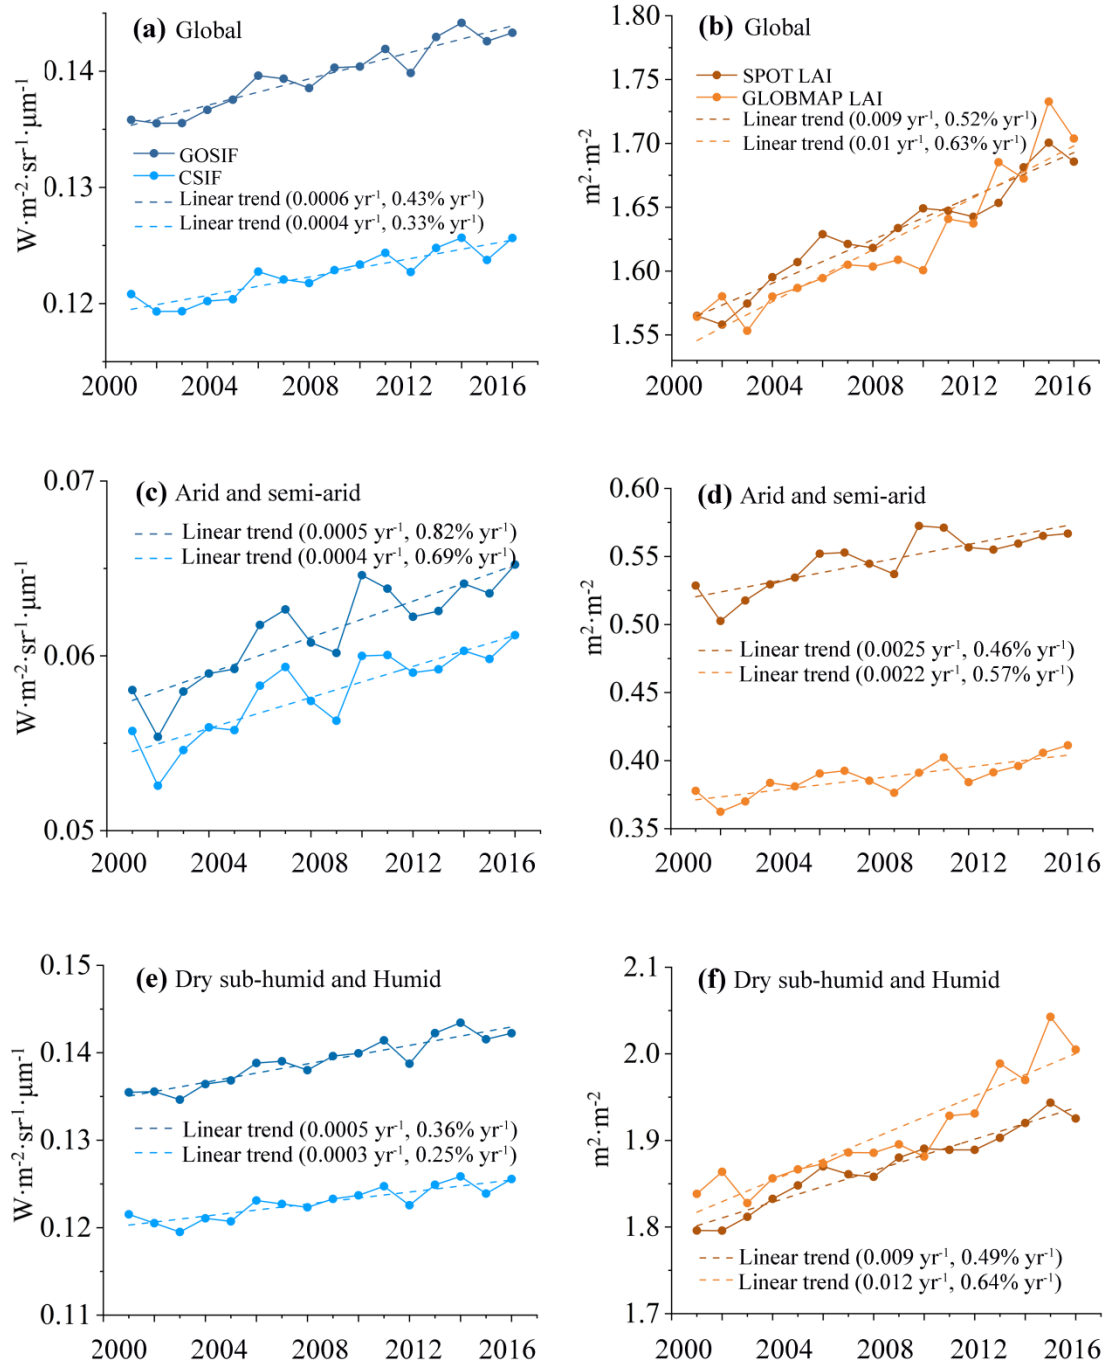 (a) Global
W·m⁻²·sr⁻¹·μm⁻¹
0.14
0.13
0.12
GOSIF
CSIF
Linear trend (0.0006 yr⁻¹, 0.43% yr⁻¹)
Linear trend (0.0004 yr⁻¹, 0.33% yr⁻¹)
2000 2004 2008 2012 2016
(b) Global
m²·m⁻²
1.80
1.75
1.70
1.65
1.60
1.55
SPOT LAI
GLOBMAP LAI
Linear trend (0.009 yr⁻¹, 0.52% yr⁻¹)
Linear trend (0.01 yr⁻¹, 0.63% yr⁻¹)
2000 2004 2008 2012 2016
(c) Arid and semi-arid
W·m⁻²·sr⁻¹·μm⁻¹
0.07
0.06
0.05
Linear trend (0.0005 yr⁻¹, 0.82% yr⁻¹)
Linear trend (0.0004 yr⁻¹, 0.69% yr⁻¹)
2000 2004 2008 2012 2016
(d) Arid and semi-arid
m²·m⁻²
0.60
0.55
0.50
0.45
0.40
0.35
Linear trend (0.0025 yr⁻¹, 0.46% yr⁻¹)
Linear trend (0.0022 yr⁻¹, 0.57% yr⁻¹)
2000 2004 2008 2012 2016
(e) Dry sub-humid and Humid
W·m⁻²·sr⁻¹·μm⁻¹
0.15
0.14
0.13
0.12
0.11
Linear trend (0.0005 yr⁻¹, 0.36% yr⁻¹)
Linear trend (0.0003 yr⁻¹, 0.25% yr⁻¹)
2000 2004 2008 2012 2016
(f) Dry sub-humid and Humid
m²·m⁻²
2.1
2.0
1.9
1.8
1.7
Linear trend (0.009 yr⁻¹, 0.49% yr⁻¹)
Linear trend (0.012 yr⁻¹, 0.64% yr⁻¹)
2000 2004 2008 2012 2016